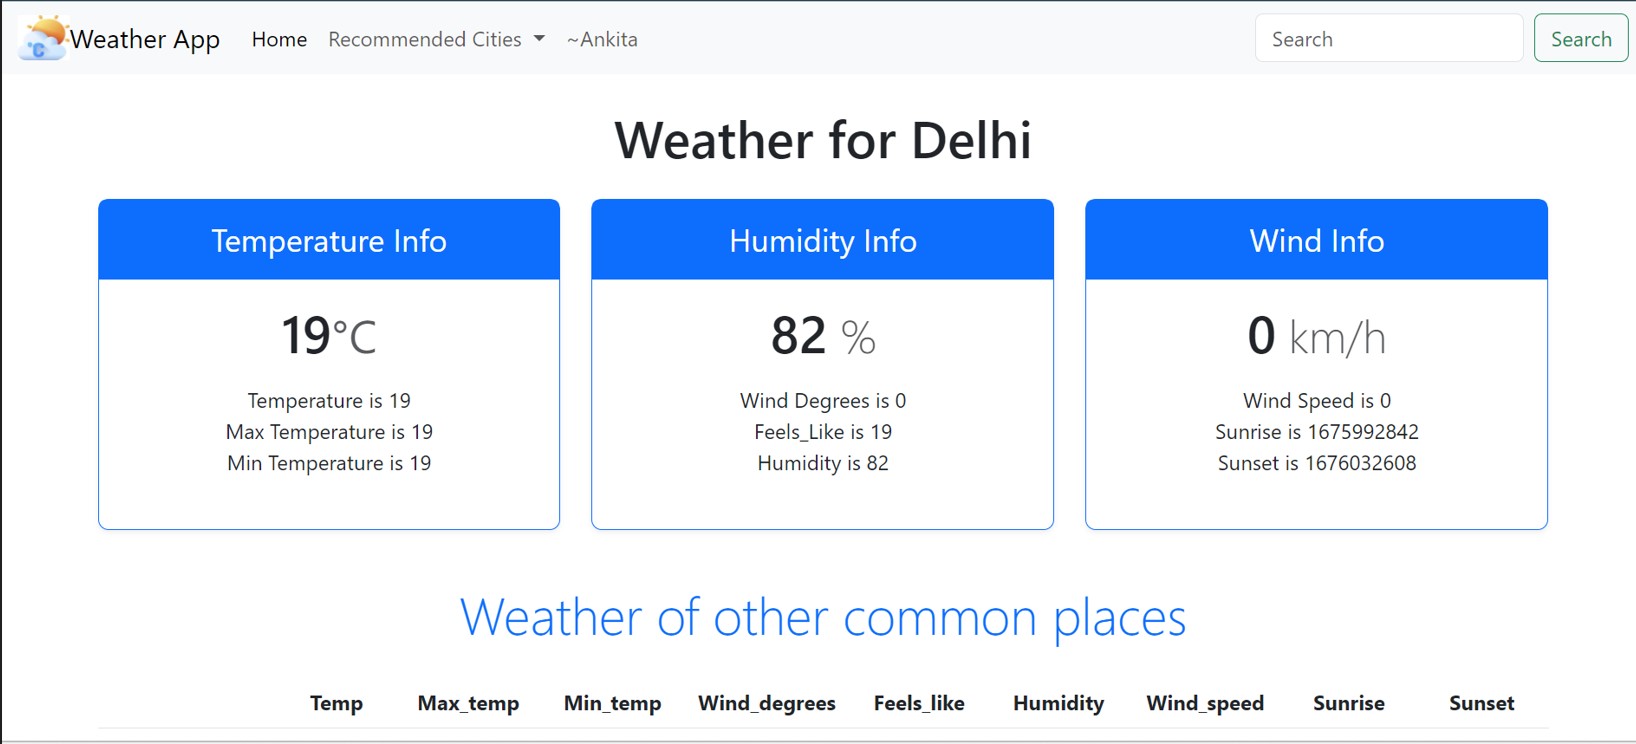 °C Weather App Home Recommended Cities ~Ankita Search Search
Weather for Delhi
Temperature Info
19°C
Temperature is 19
Max Temperature is 19
Min Temperature is 19
Humidity Info
82 %
Wind Degrees is 0
Feels_Like is 19
Humidity is 82
Wind Info
0 km/h
Wind Speed is 0
Sunrise is 1675992842
Sunset is 1676032608
Weather of other common places
Temp Max_temp Min_temp Wind_degrees Feels_like Humidity Wind_speed Sunrise Sunset